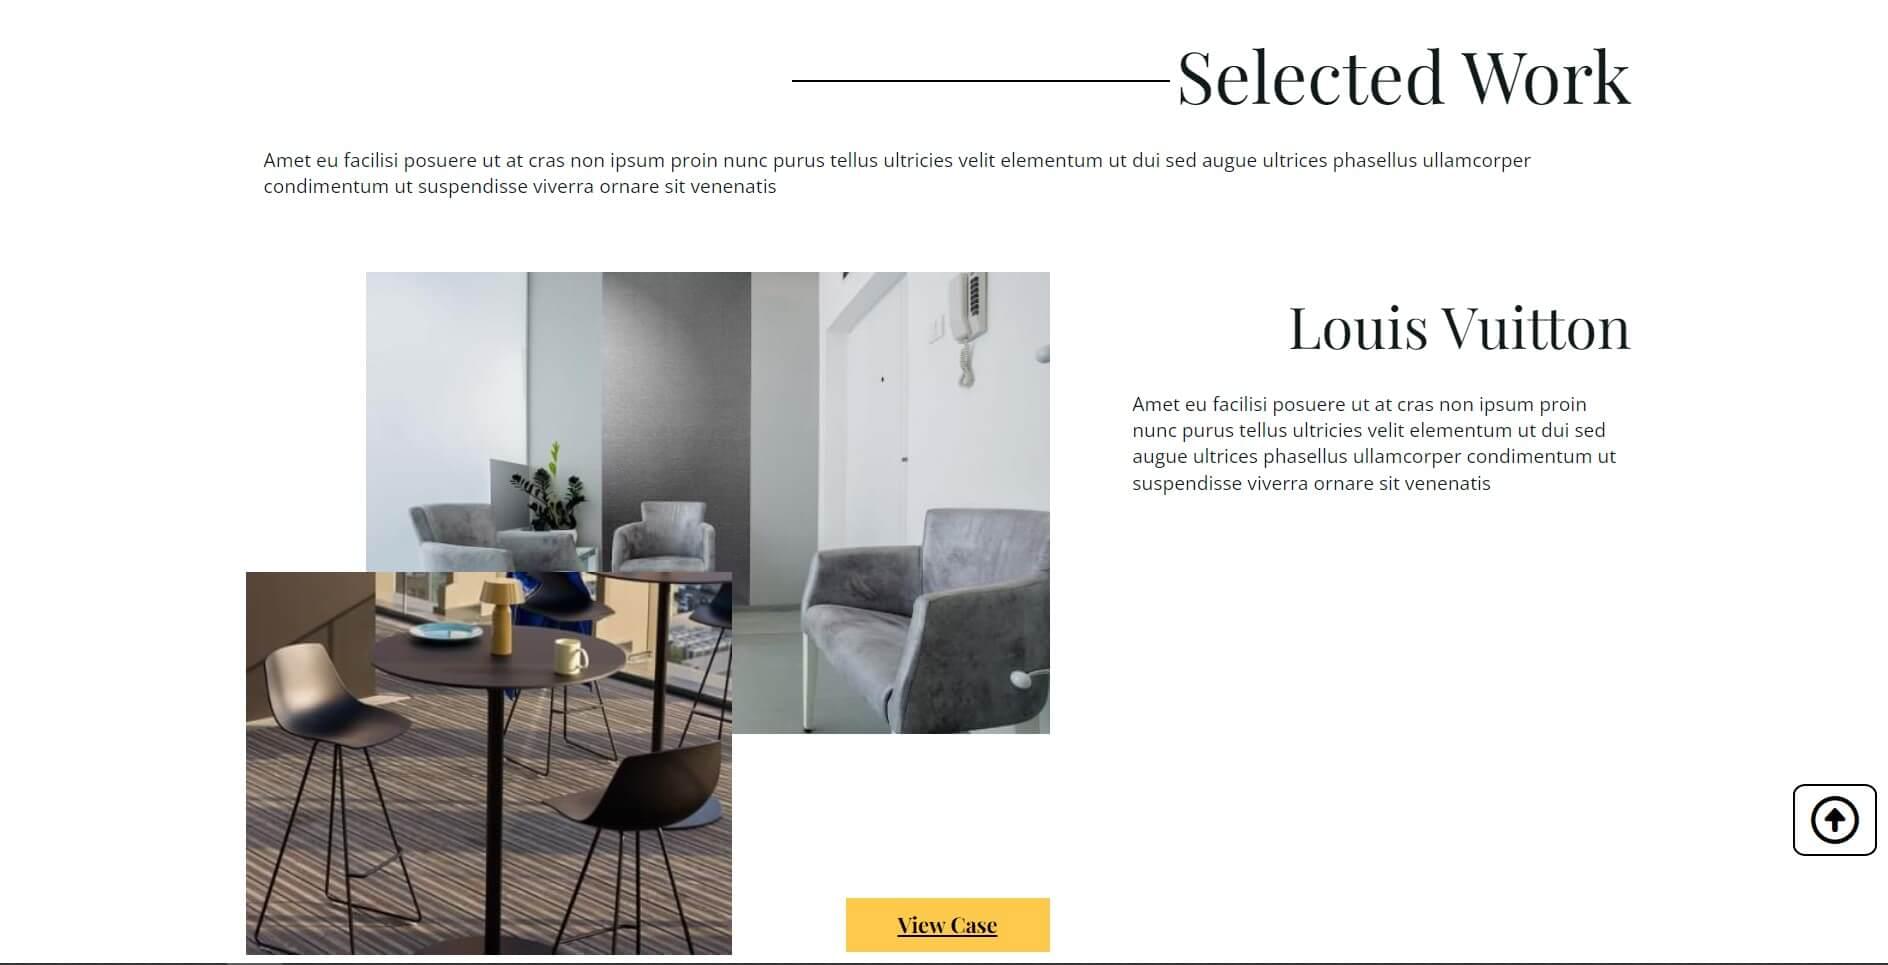 Selected Work
Amet eu facilisi posuere ut at cras non ipsum proin nunc purus tellus ultricies velit elementum ut dui sed augue ultrices phasellus ullamcorper
condimentum ut suspendisse viverra ornare sit venenatis
Louis Vuitton
Amet eu facilisi posuere ut at cras non ipsum proin
nunc purus tellus ultricies velit elementum ut dui sed
augue ultrices phasellus ullamcorper condimentum ut
suspendisse viverra ornare sit venenatis
View Case